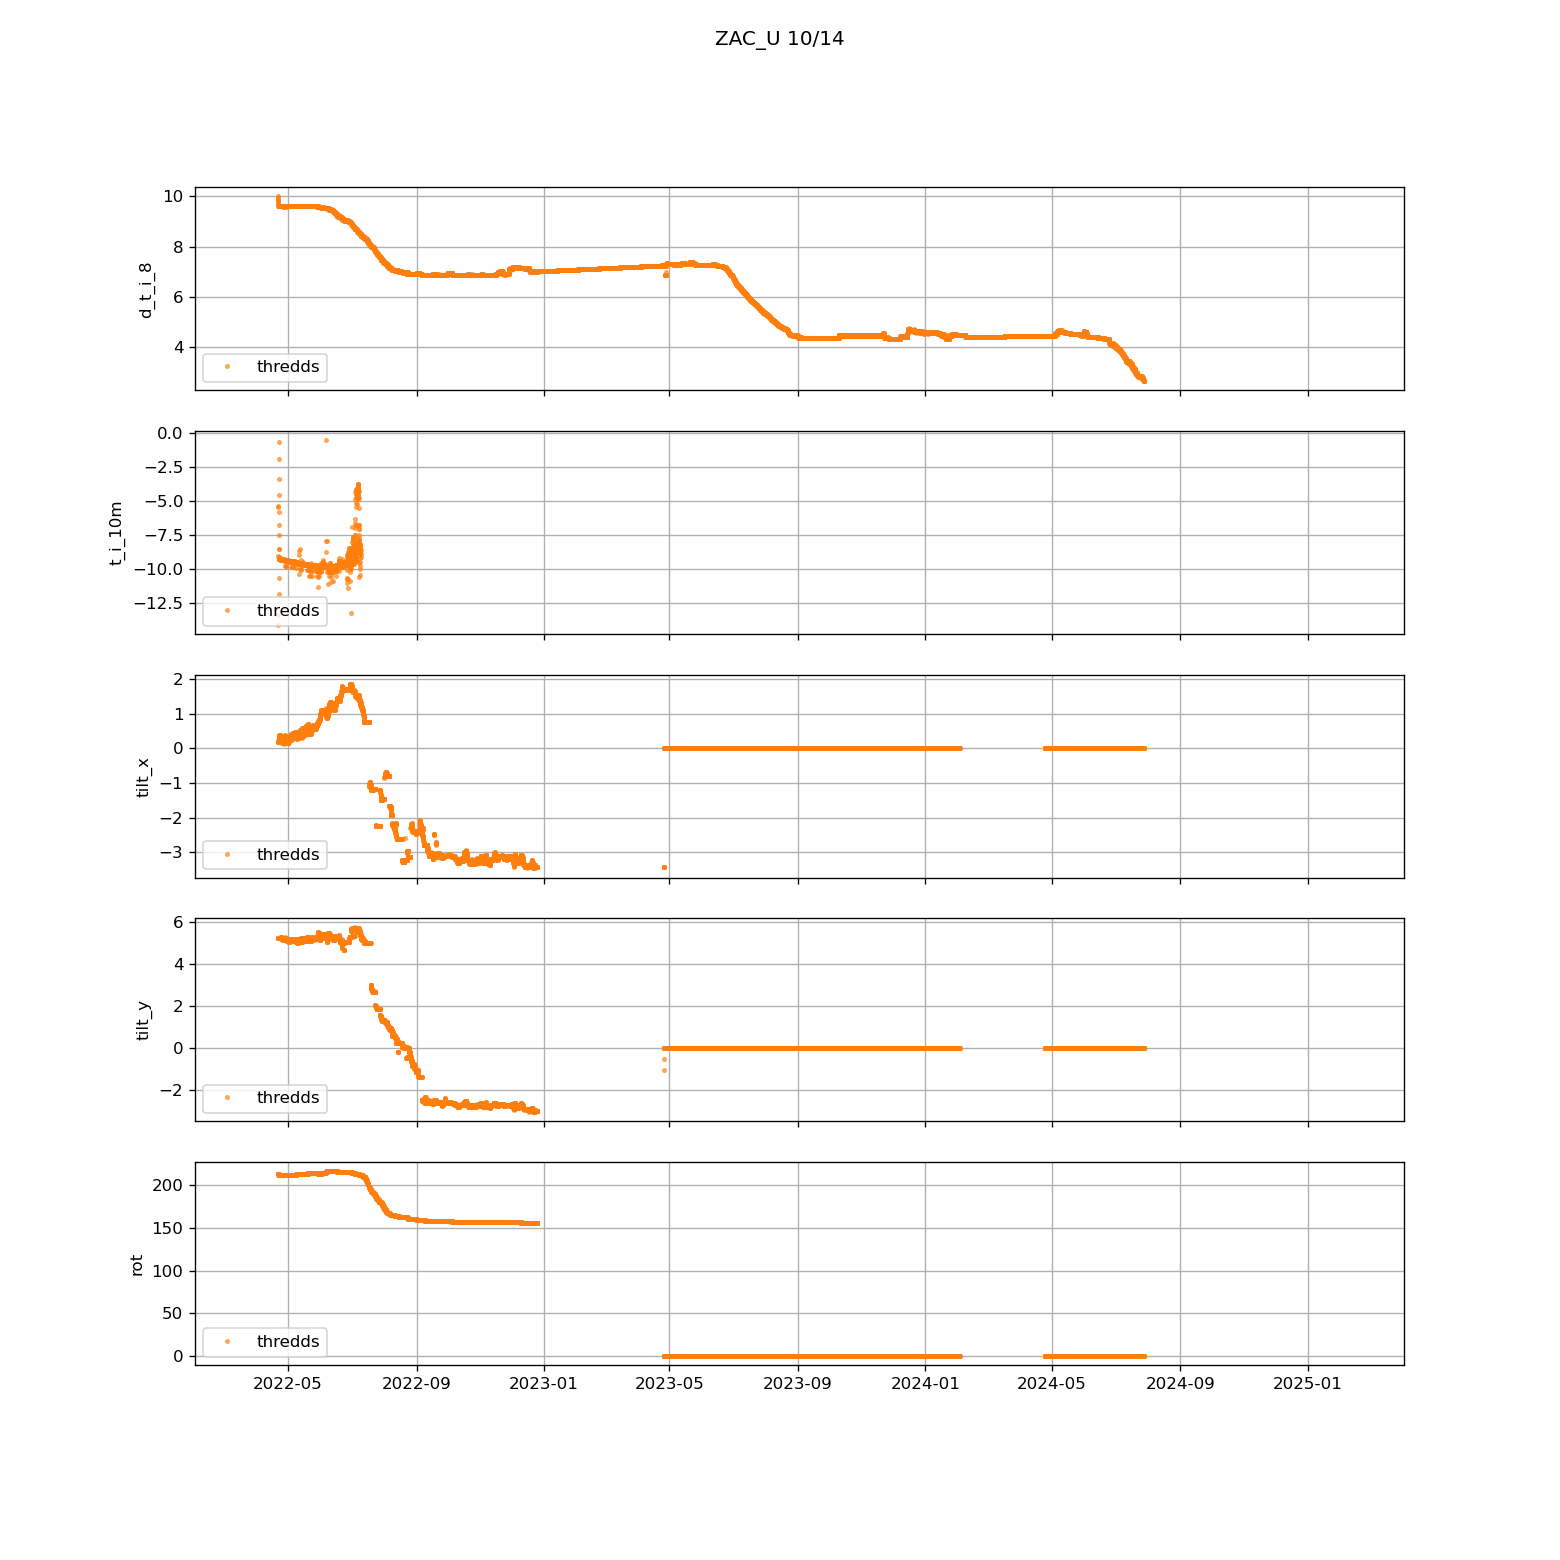 ZAC_U 10/14
10
8
6
4
d_t_i_8
thredds
0.0
−2.5
−5.0
−7.5
−10.0
−12.5
t_i_10m
thredds
2
1
0
−1
−2
−3
tilt_x
thredds
6
4
2
0
−2
tilt_y
thredds
200
150
100
50
0
rot
thredds
2022-05 2022-09 2023-01 2023-05 2023-09 2024-01 2024-05 2024-09 2025-01